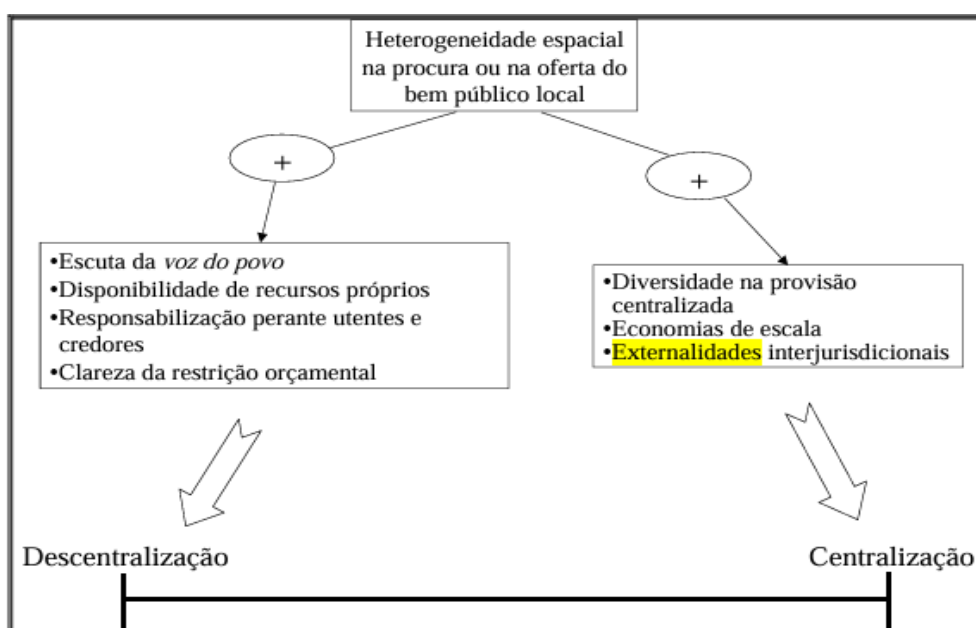 Heterogeneidade espacial
na procura ou na oferta do
bem público local
+
+
•Escuta da voz do povo
•Disponibilidade de recursos próprios
•Responsabilização perante utentes e
credores
•Clareza da restrição orçamental
•Diversidade na provisão
centralizada
•Economias de escala
•Externalidades interjurisdicionais
Descentralização
Centralização